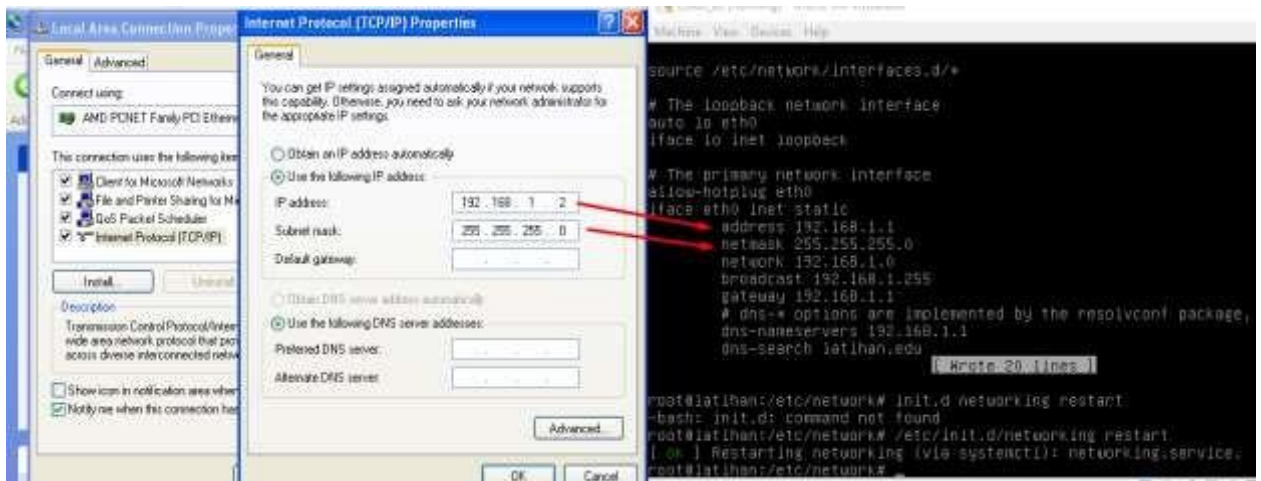 Local Area Connection Proper
General
Advanced
Connect using:
AMD PCNET Family PCI Ethern
This connection uses the following item
Client for Microsoft Networks
File and Printer Sharing for Mi
QoS Packet Scheduler
Internet Protocol (TCP/IP)
Install...
Description
Transmission Control Protocol/Intern
wide area network protocol that prov
across diverse interconnected netwo
Show icon in notification area when
Notify me when this connection has
Internet Protocol (TCP/IP) Properties
General
You can get IP settings assigned automatically if your network supports
this capability. Otherwise, you need to ask your network administrator for
the appropriate IP settings.
Obtain an IP address automatically
Use the following IP address:
IP address: 192 . 168 . 1 . 2
Subnet mask: 255 . 255 . 255 . 0
Default gateway:
Obtain DNS server address automatically
Use the following DNS server addresses:
Preferred DNS server:
Alternate DNS server:
Advanced...
OK
Cancel
Machine View Devices Help
source /etc/network/interfaces.d/*
# The loopback network interface
auto lo eth0
iface lo inet loopback
# The primary network interface
allow-hotplug eth0
iface eth0 inet static
address 192.168.1.1
netmask 255.255.255.0
network 192.168.1.0
broadcast 192.168.1.255
gateway 192.168.1.1
# dns-* options are implemented by the resolvconf package,
dns-nameservers 192.168.1.1
dns-search latihan.edu
[ Wrote 20 lines ]
root@latihan:/etc/network# init.d networking restart
-bash: init.d: command not found
root@latihan:/etc/network# /etc/init.d/networking restart
[ ok ] Restarting networking (via systemctl): networking.service.
root@latihan:/etc/network#